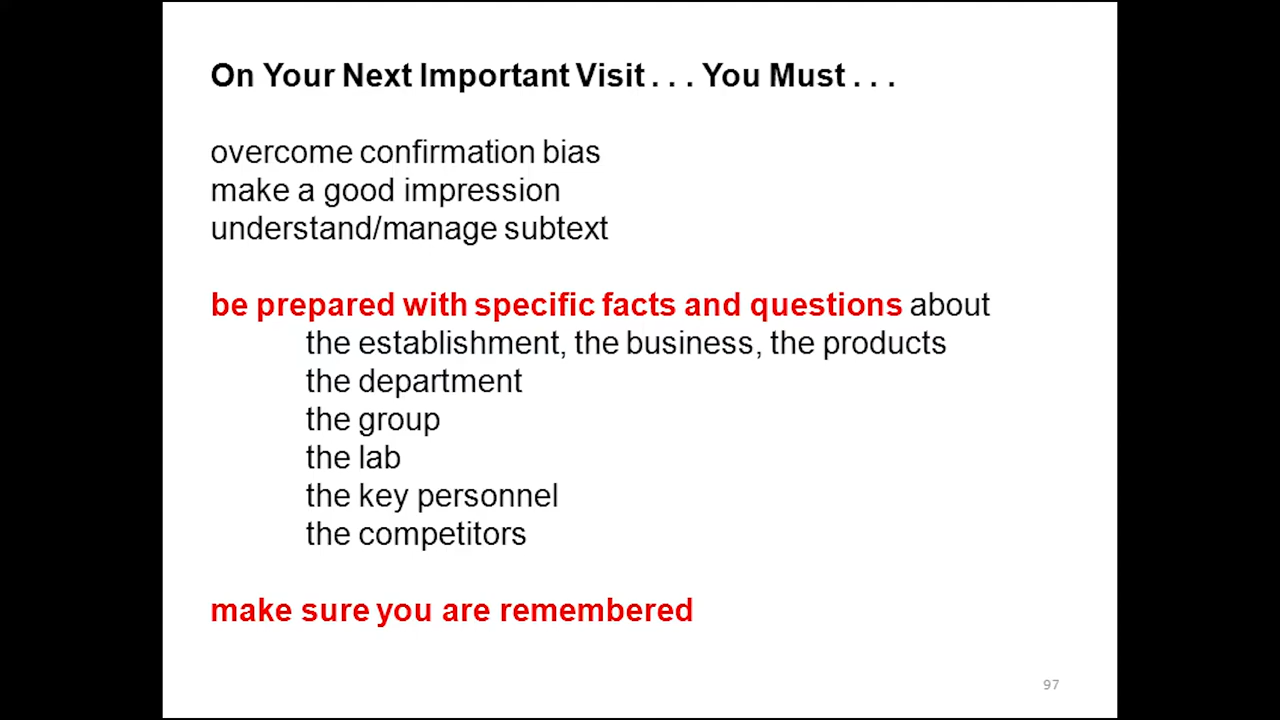 On Your Next Important Visit . . . You Must . . .
overcome confirmation bias
make a good impression
understand/manage subtext
be prepared with specific facts and questions about
the establishment, the business, the products
the department
the group
the lab
the key personnel
the competitors
make sure you are remembered
97